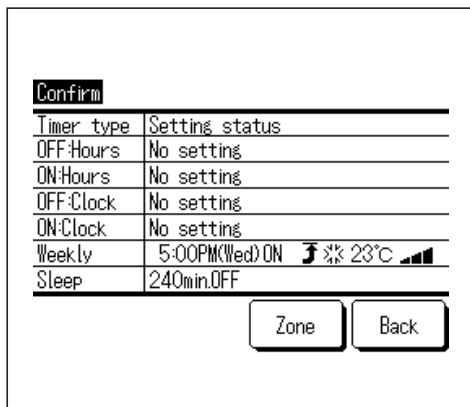 Confirm
Timer type Setting status
OFF:Hours No setting
ON:Hours No setting
OFF:Clock No setting
ON:Clock No setting
Weekly 5:00PM(Wed)ON 23°C
Sleep 240min.OFF
Zone Back